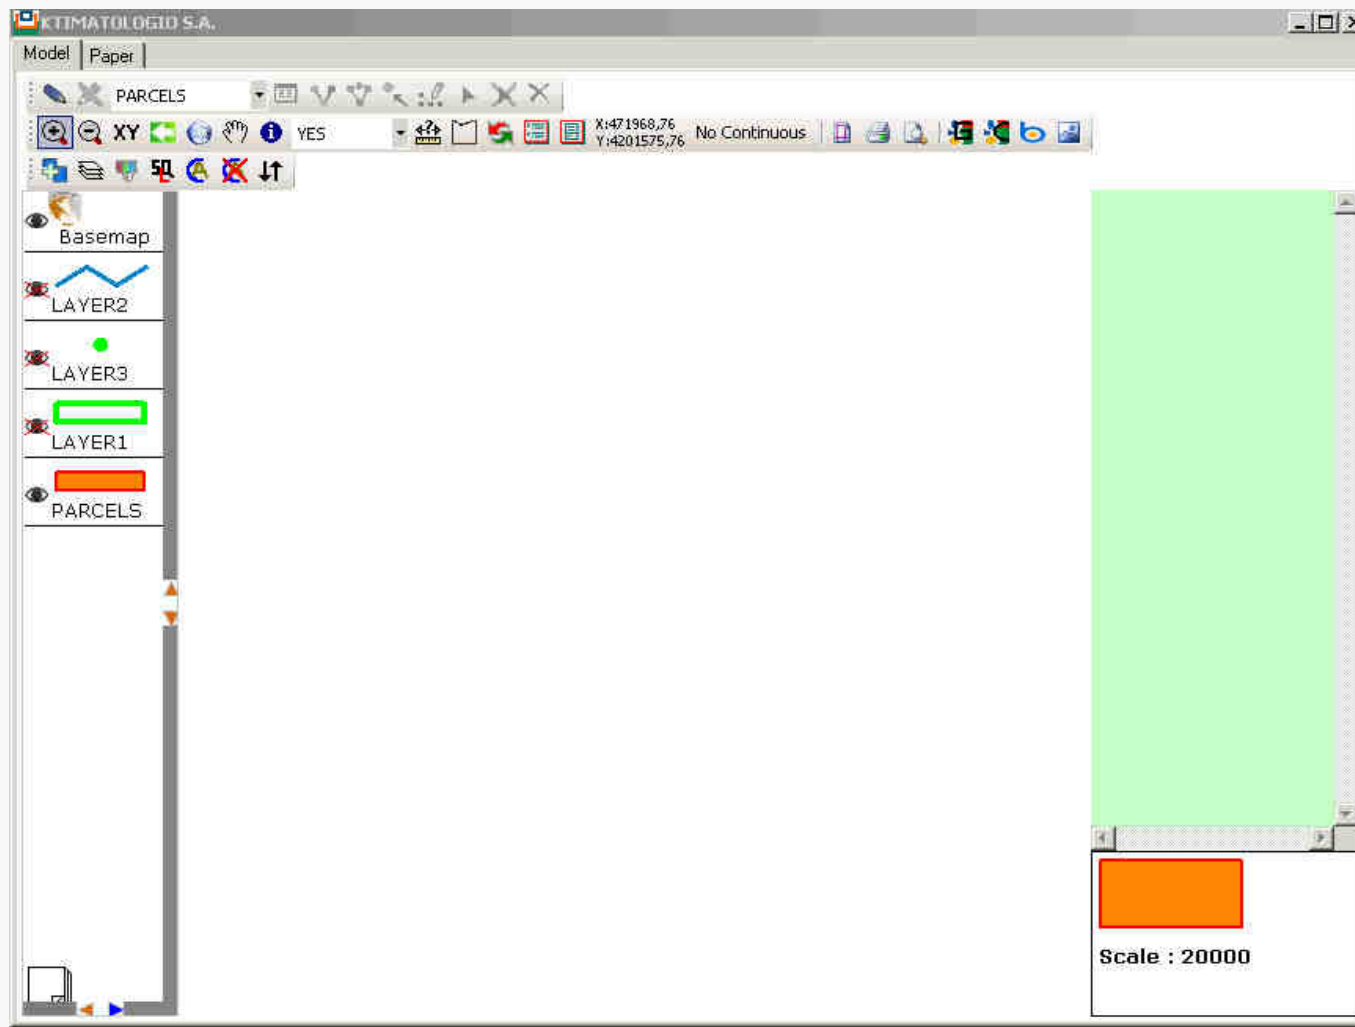 KTIMATOLOGIO S.A.
Model Paper
PARCELS
XY YES X:471968,76 No Continuous
Y:4201575,76
SQL
Basemap
LAYER2
LAYER3
LAYER1
PARCELS
Scale : 20000